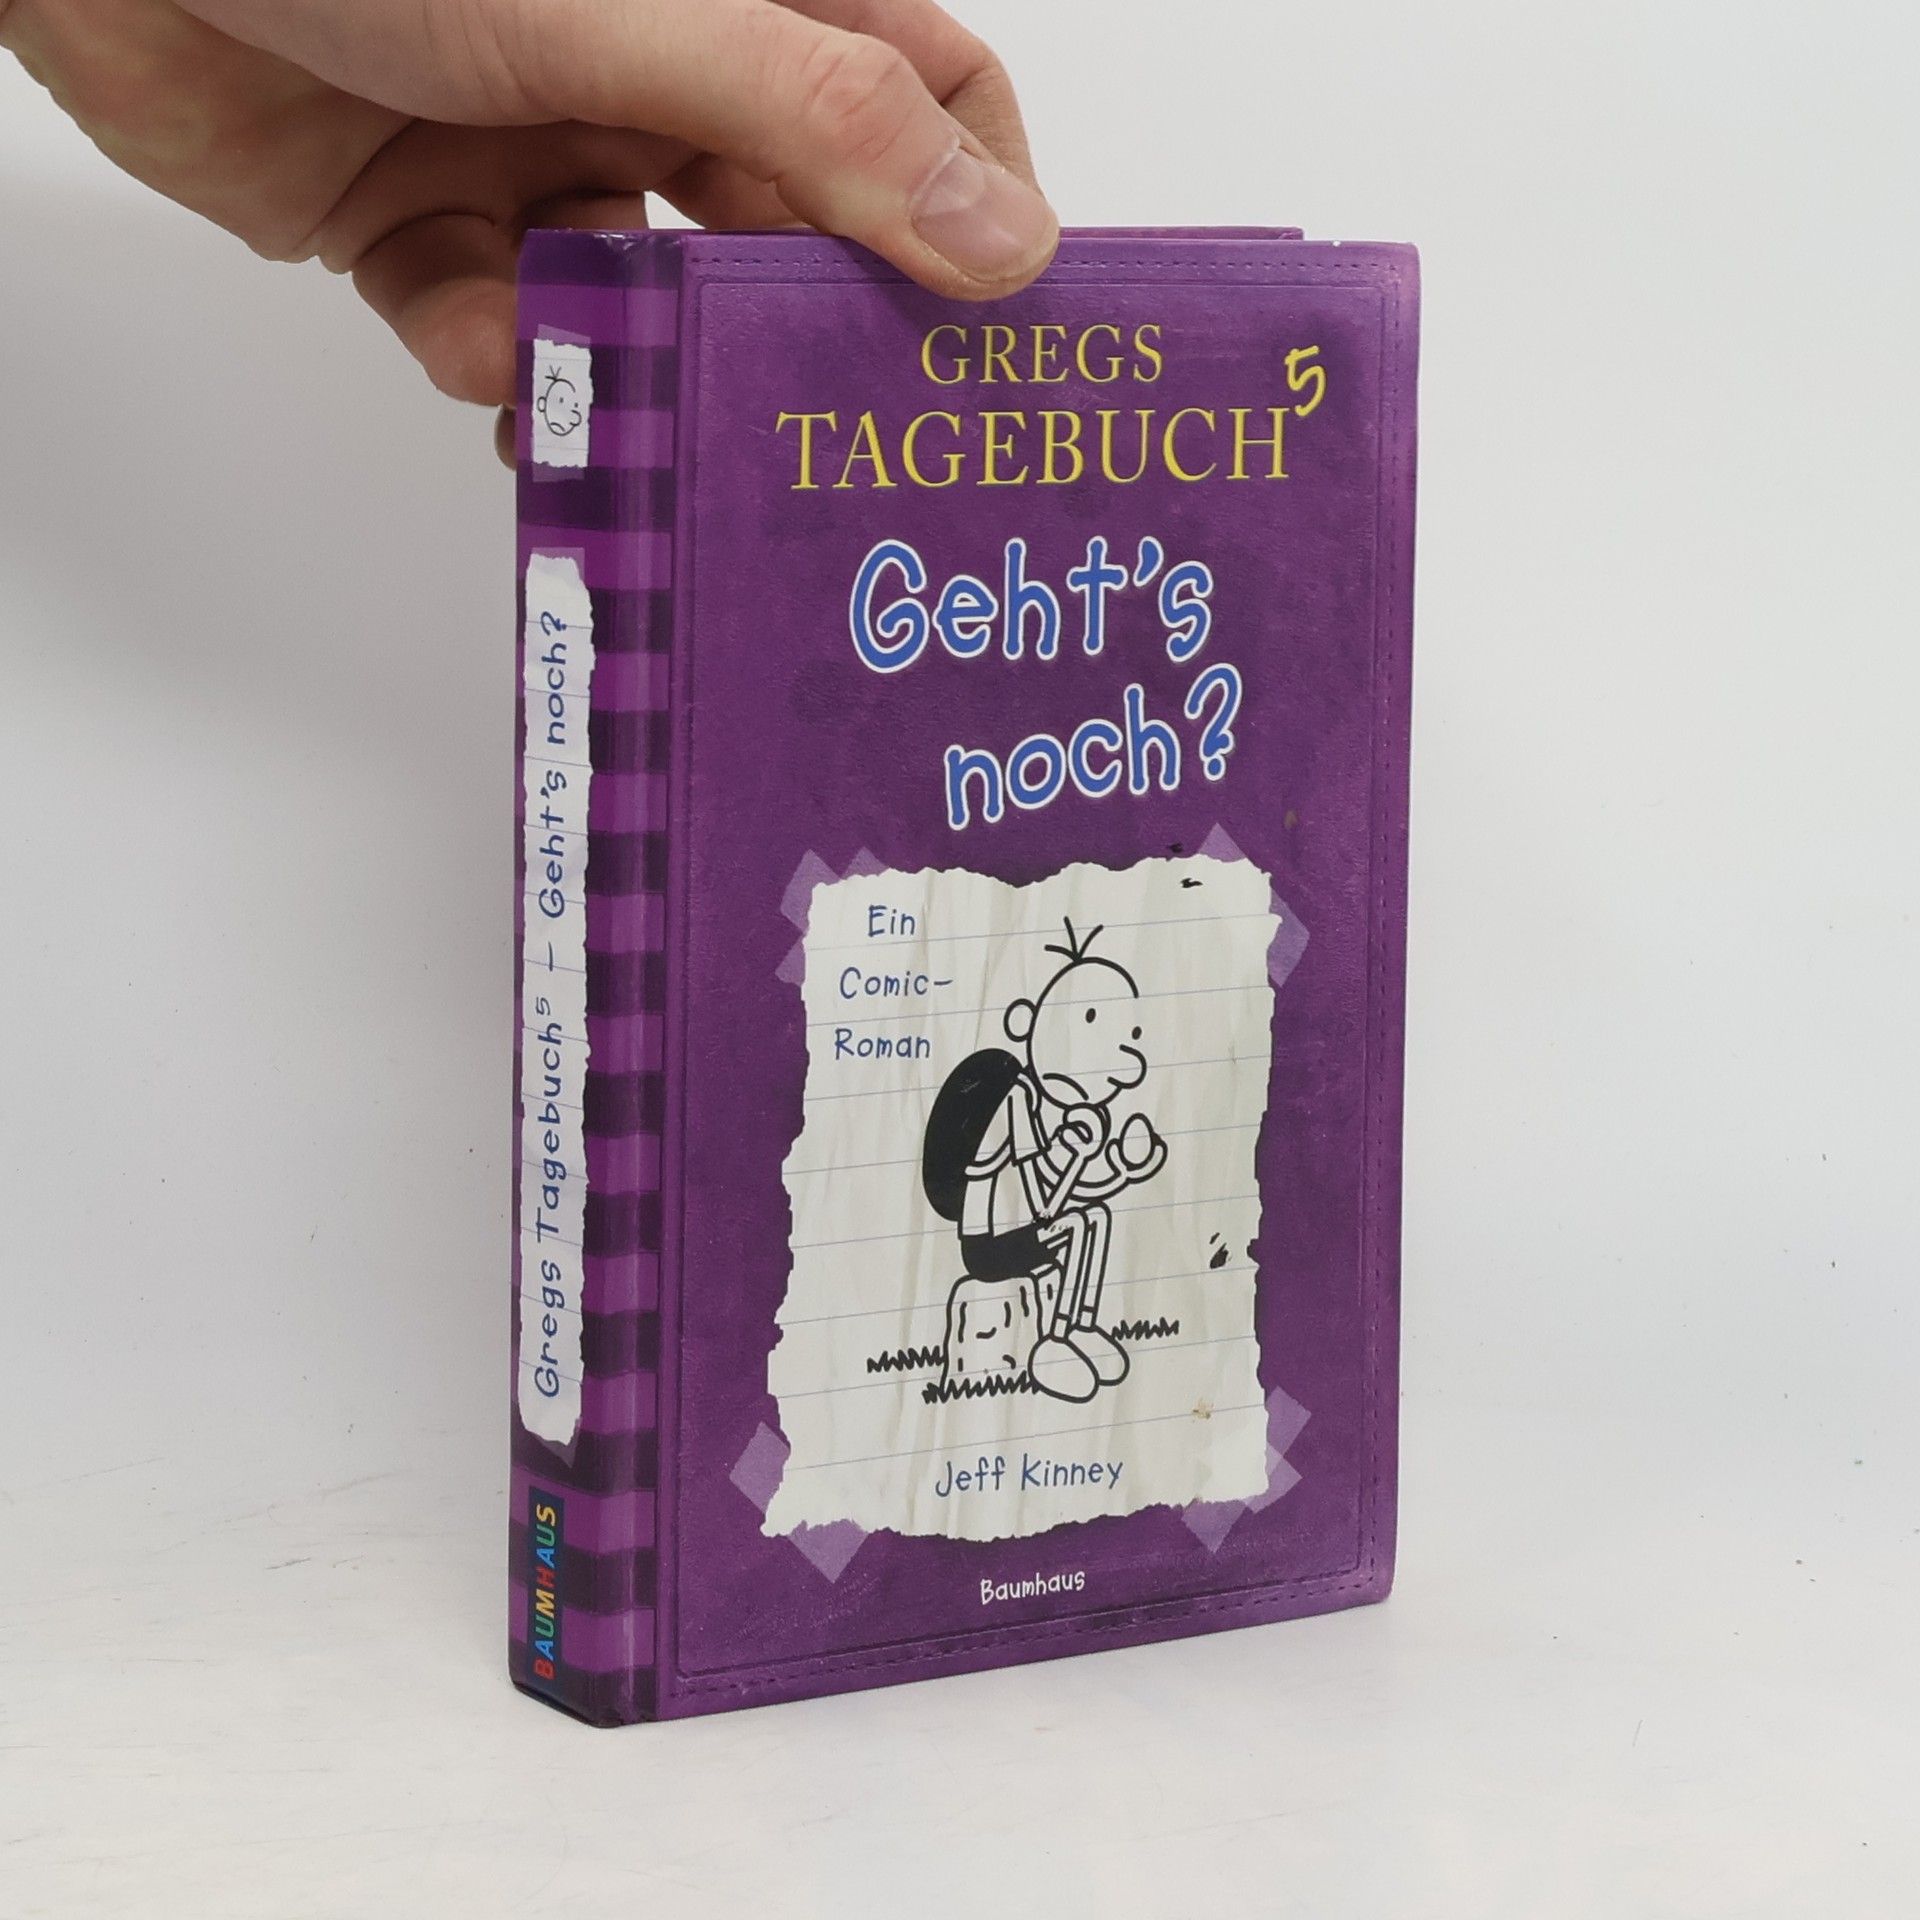 GREGS
TAGEBUCH⁵
Geht's
noch?
Ein
Comic-
Roman
Jeff Kinney
Baumhaus
Gregs Tagebuch⁵ – Geht's noch?
BAUMHAUS